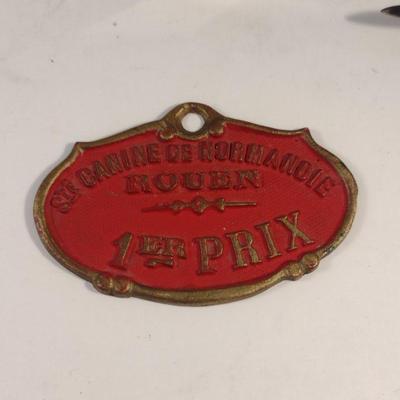 STÉ CANINE DE NORMANDIE
ROUEN
1ER PRIX